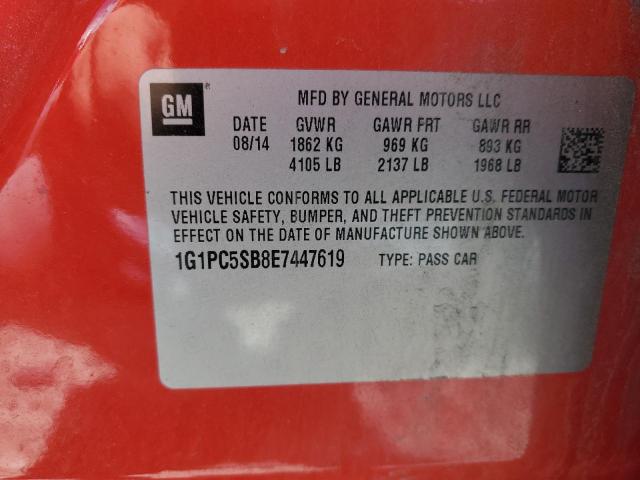 GM
MFD BY GENERAL MOTORS LLC
DATE GVWR GAWR FRT GAWR RR
08/14 1862 KG 969 KG 893 KG
4105 LB 2137 LB 1968 LB
THIS VEHICLE CONFORMS TO ALL APPLICABLE U.S. FEDERAL MOTOR
VEHICLE SAFETY, BUMPER, AND THEFT PREVENTION STANDARDS IN
EFFECT ON THE DATE OF MANUFACTURE SHOWN ABOVE.
1G1PC5SB8E7447619 TYPE: PASS CAR